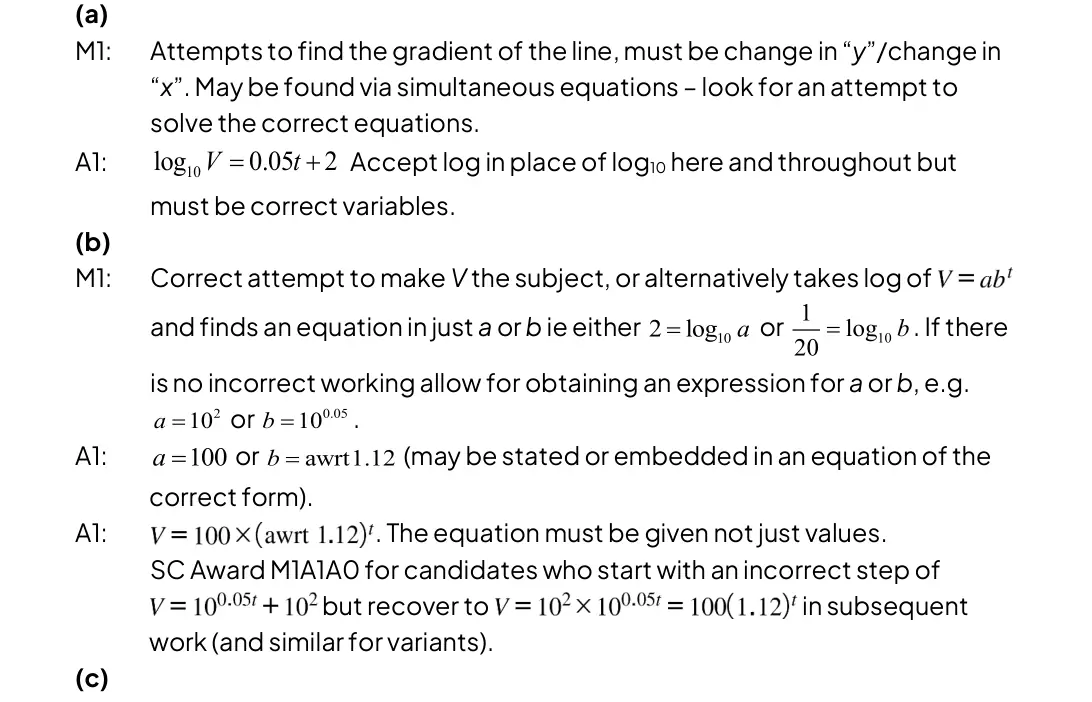 (a)
M1: Attempts to find the gradient of the line, must be change in “y”/change in
“x”. May be found via simultaneous equations – look for an attempt to
solve the correct equations.
A1: log₁₀ V = 0.05t + 2 Accept log in place of log₁₀ here and throughout but
must be correct variables.
(b)
M1: Correct attempt to make V the subject, or alternatively takes log of V = abᵗ
and finds an equation in just a or b ie either 2 = log₁₀ a or 1/20 = log₁₀ b. If there
is no incorrect working allow for obtaining an expression for a or b, e.g.
a = 10² or b = 10⁰·⁰⁵.
A1: a = 100 or b = awrt 1.12 (may be stated or embedded in an equation of the
correct form).
A1: V = 100 × (awrt 1.12)ᵗ. The equation must be given not just values.
SC Award M1A1A0 for candidates who start with an incorrect step of
V = 10⁰·⁰⁵ᵗ + 10² but recover to V = 10² × 10⁰·⁰⁵ᵗ = 100(1.12)ᵗ in subsequent
work (and similar for variants).
(c)